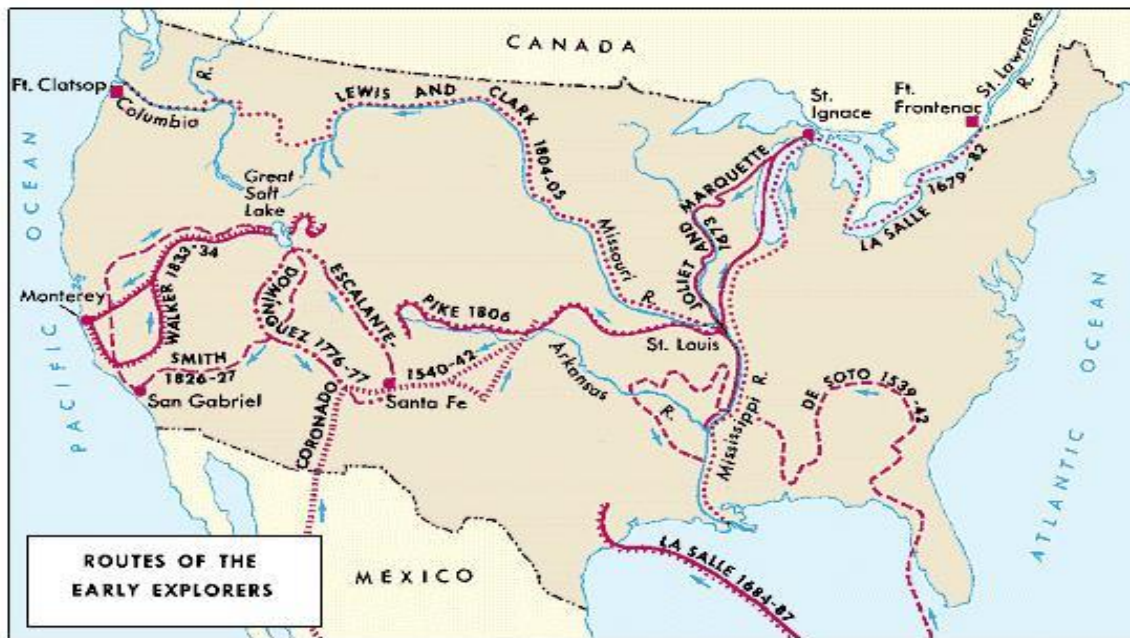 CANADA
Ft. Clatsop
Columbia
R.
LEWIS AND CLARK 1804-05
St.
Ignace
Ft.
Frontenac
St. Lawrence
R.
LA SALLE 1679-82
PACIFIC OCEAN
Great
Salt
Lake
JOLIET AND MARQUETTE
1673
Missouri
R.
WALKER 1833-34
Monterey
DOMINGUEZ 1776-77
ESCALANTE-
PIKE 1806
St. Louis
SMITH
1826-27
San Gabriel
1540-42
CORONADO
Santa Fe
Arkansas
R.
Mississippi R.
DE SOTO 1539-42
ATLANTIC OCEAN
LA SALLE 1684-87
MEXICO
ROUTES OF THE
EARLY EXPLORERS